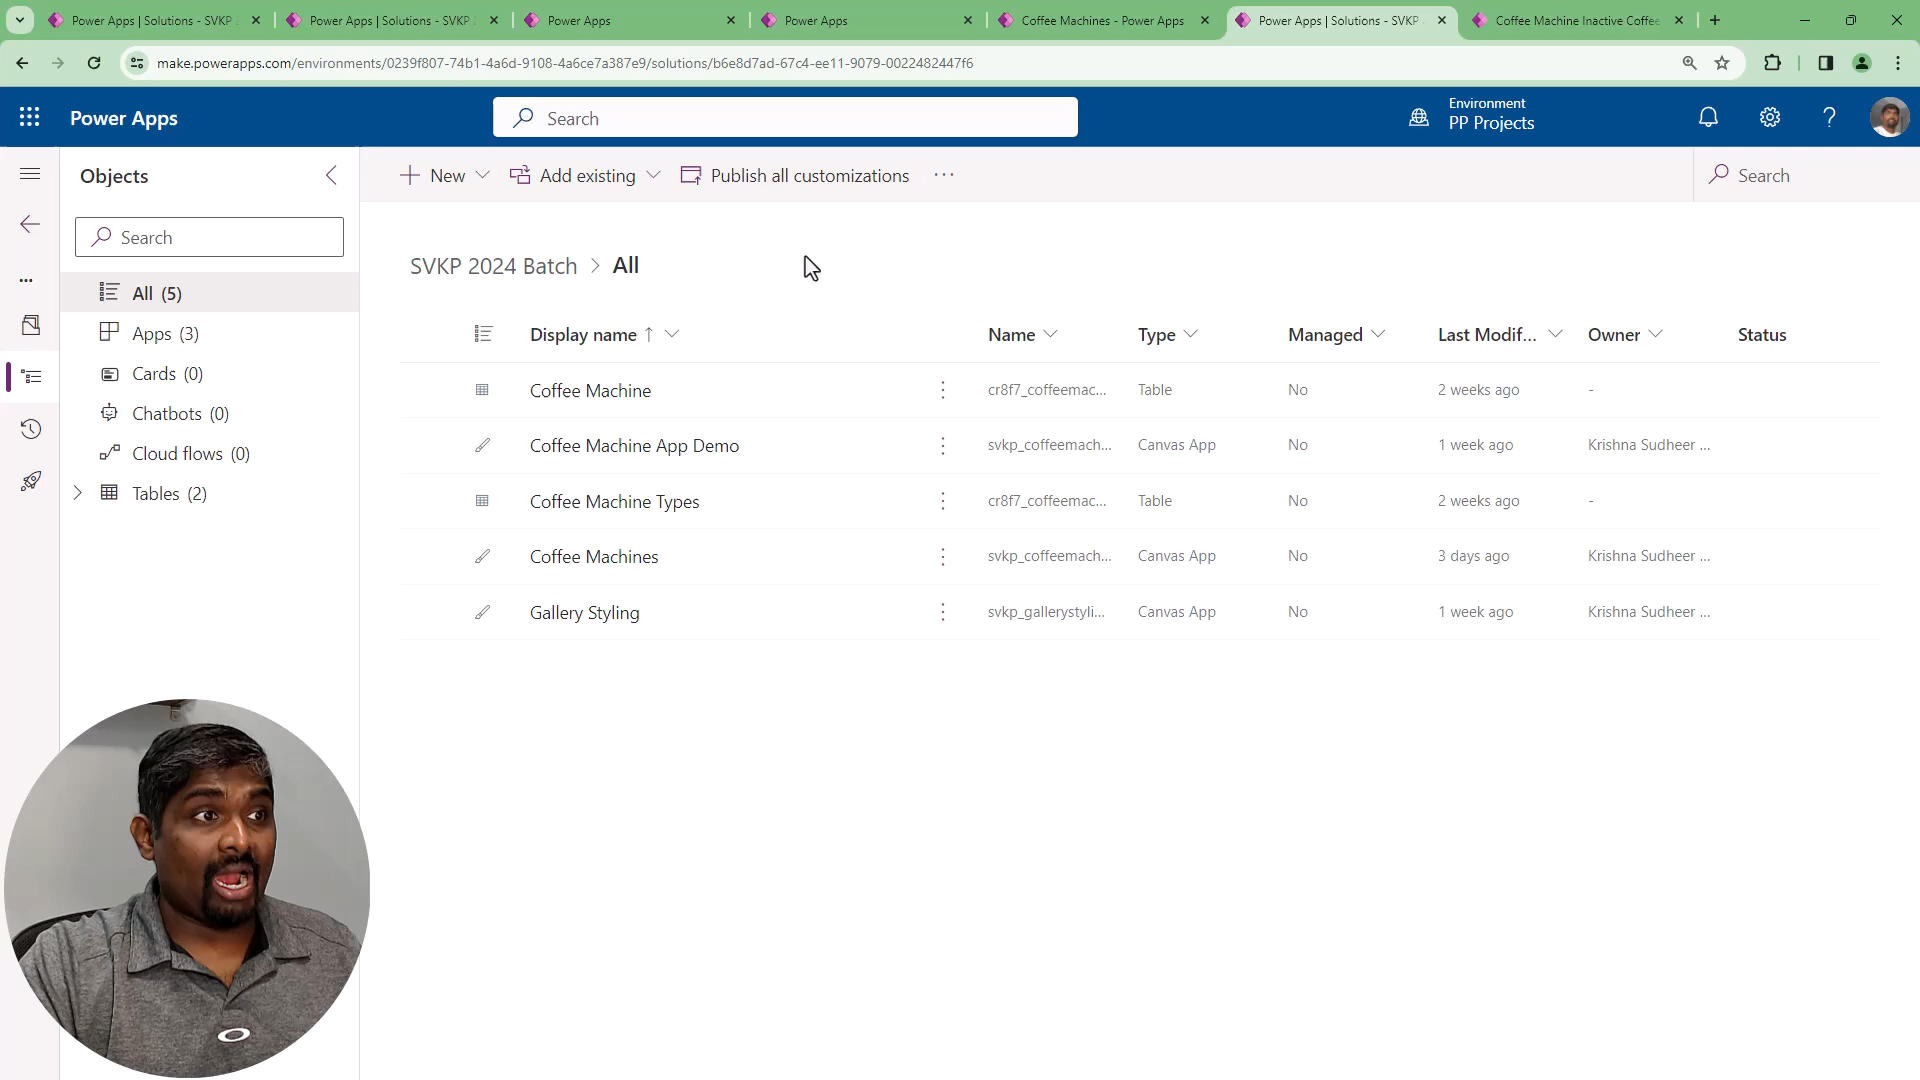 Power Apps | Solutions - SVKP
Power Apps | Solutions - SVKP
Power Apps
Power Apps
Coffee Machines - Power Apps
Power Apps | Solutions - SVKP
Coffee Machine Inactive Coffee
make.powerapps.com/environments/0239f807-74b1-4a6d-9108-4a6ce7a387e9/solutions/b6e8d7ad-67c4-ee11-9079-0022482447f6
Power Apps
Search
Environment
PP Projects
Objects
Search
All (5)
Apps (3)
Cards (0)
Chatbots (0)
Cloud flows (0)
Tables (2)
New
Add existing
Publish all customizations
Search
SVKP 2024 Batch > All
Display name ↑ Name Type Managed Last Modif... Owner Status
Coffee Machine cr8f7_coffeemac... Table No 2 weeks ago -
Coffee Machine App Demo svkp_coffeemach... Canvas App No 1 week ago Krishna Sudheer ...
Coffee Machine Types cr8f7_coffeemac... Table No 2 weeks ago -
Coffee Machines svkp_coffeemach... Canvas App No 3 days ago Krishna Sudheer ...
Gallery Styling svkp_gallerystyli... Canvas App No 1 week ago Krishna Sudheer ...